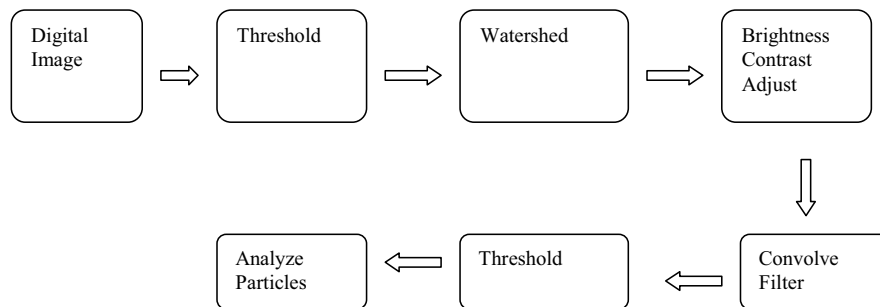 Digital
Image
Threshold
Watershed
Brightness
Contrast
Adjust
Convolve
Filter
Threshold
Analyze
Particles